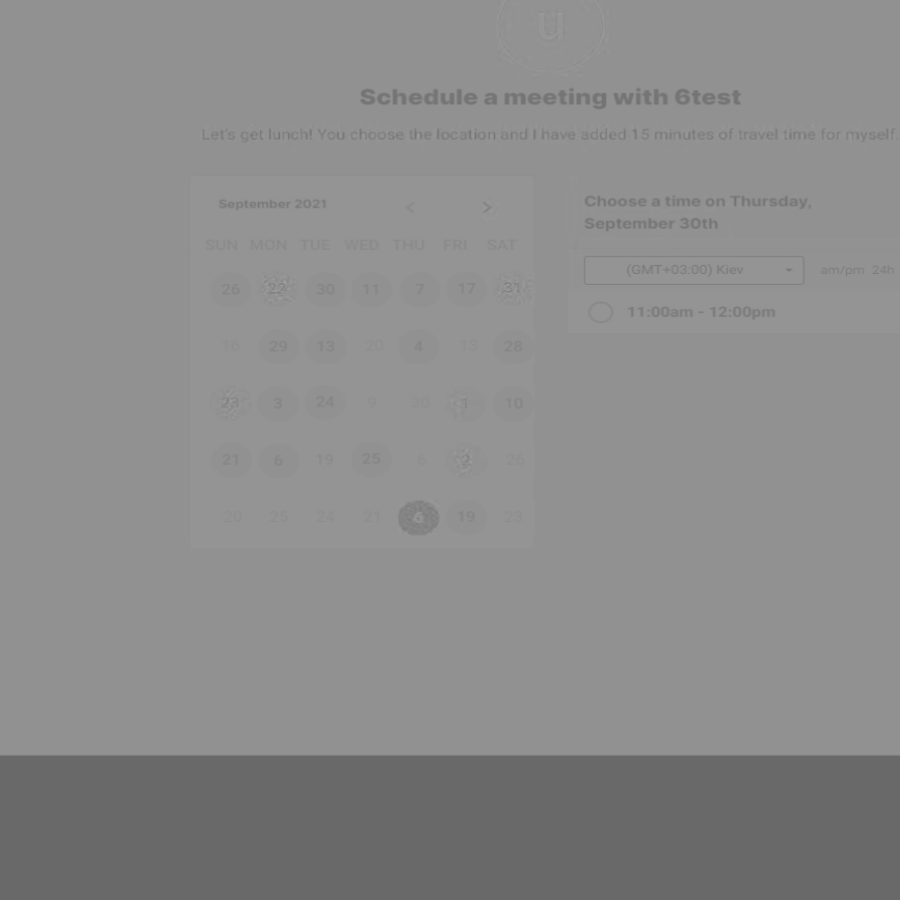 u
Schedule a meeting with 6test
Let's get lunch! You choose the location and I have added 15 minutes of travel time for myself.
September 2021 < >
SUN MON TUE WED THU FRI SAT
26 22 30 11 7 17 31
16 29 13 20 4 13 28
23 3 24 9 30 1 10
21 6 19 25 6 2 26
20 25 24 21 6 19 23
Choose a time on Thursday,
September 30th
(GMT+03:00) Kiev am/pm 24h
11:00am - 12:00pm